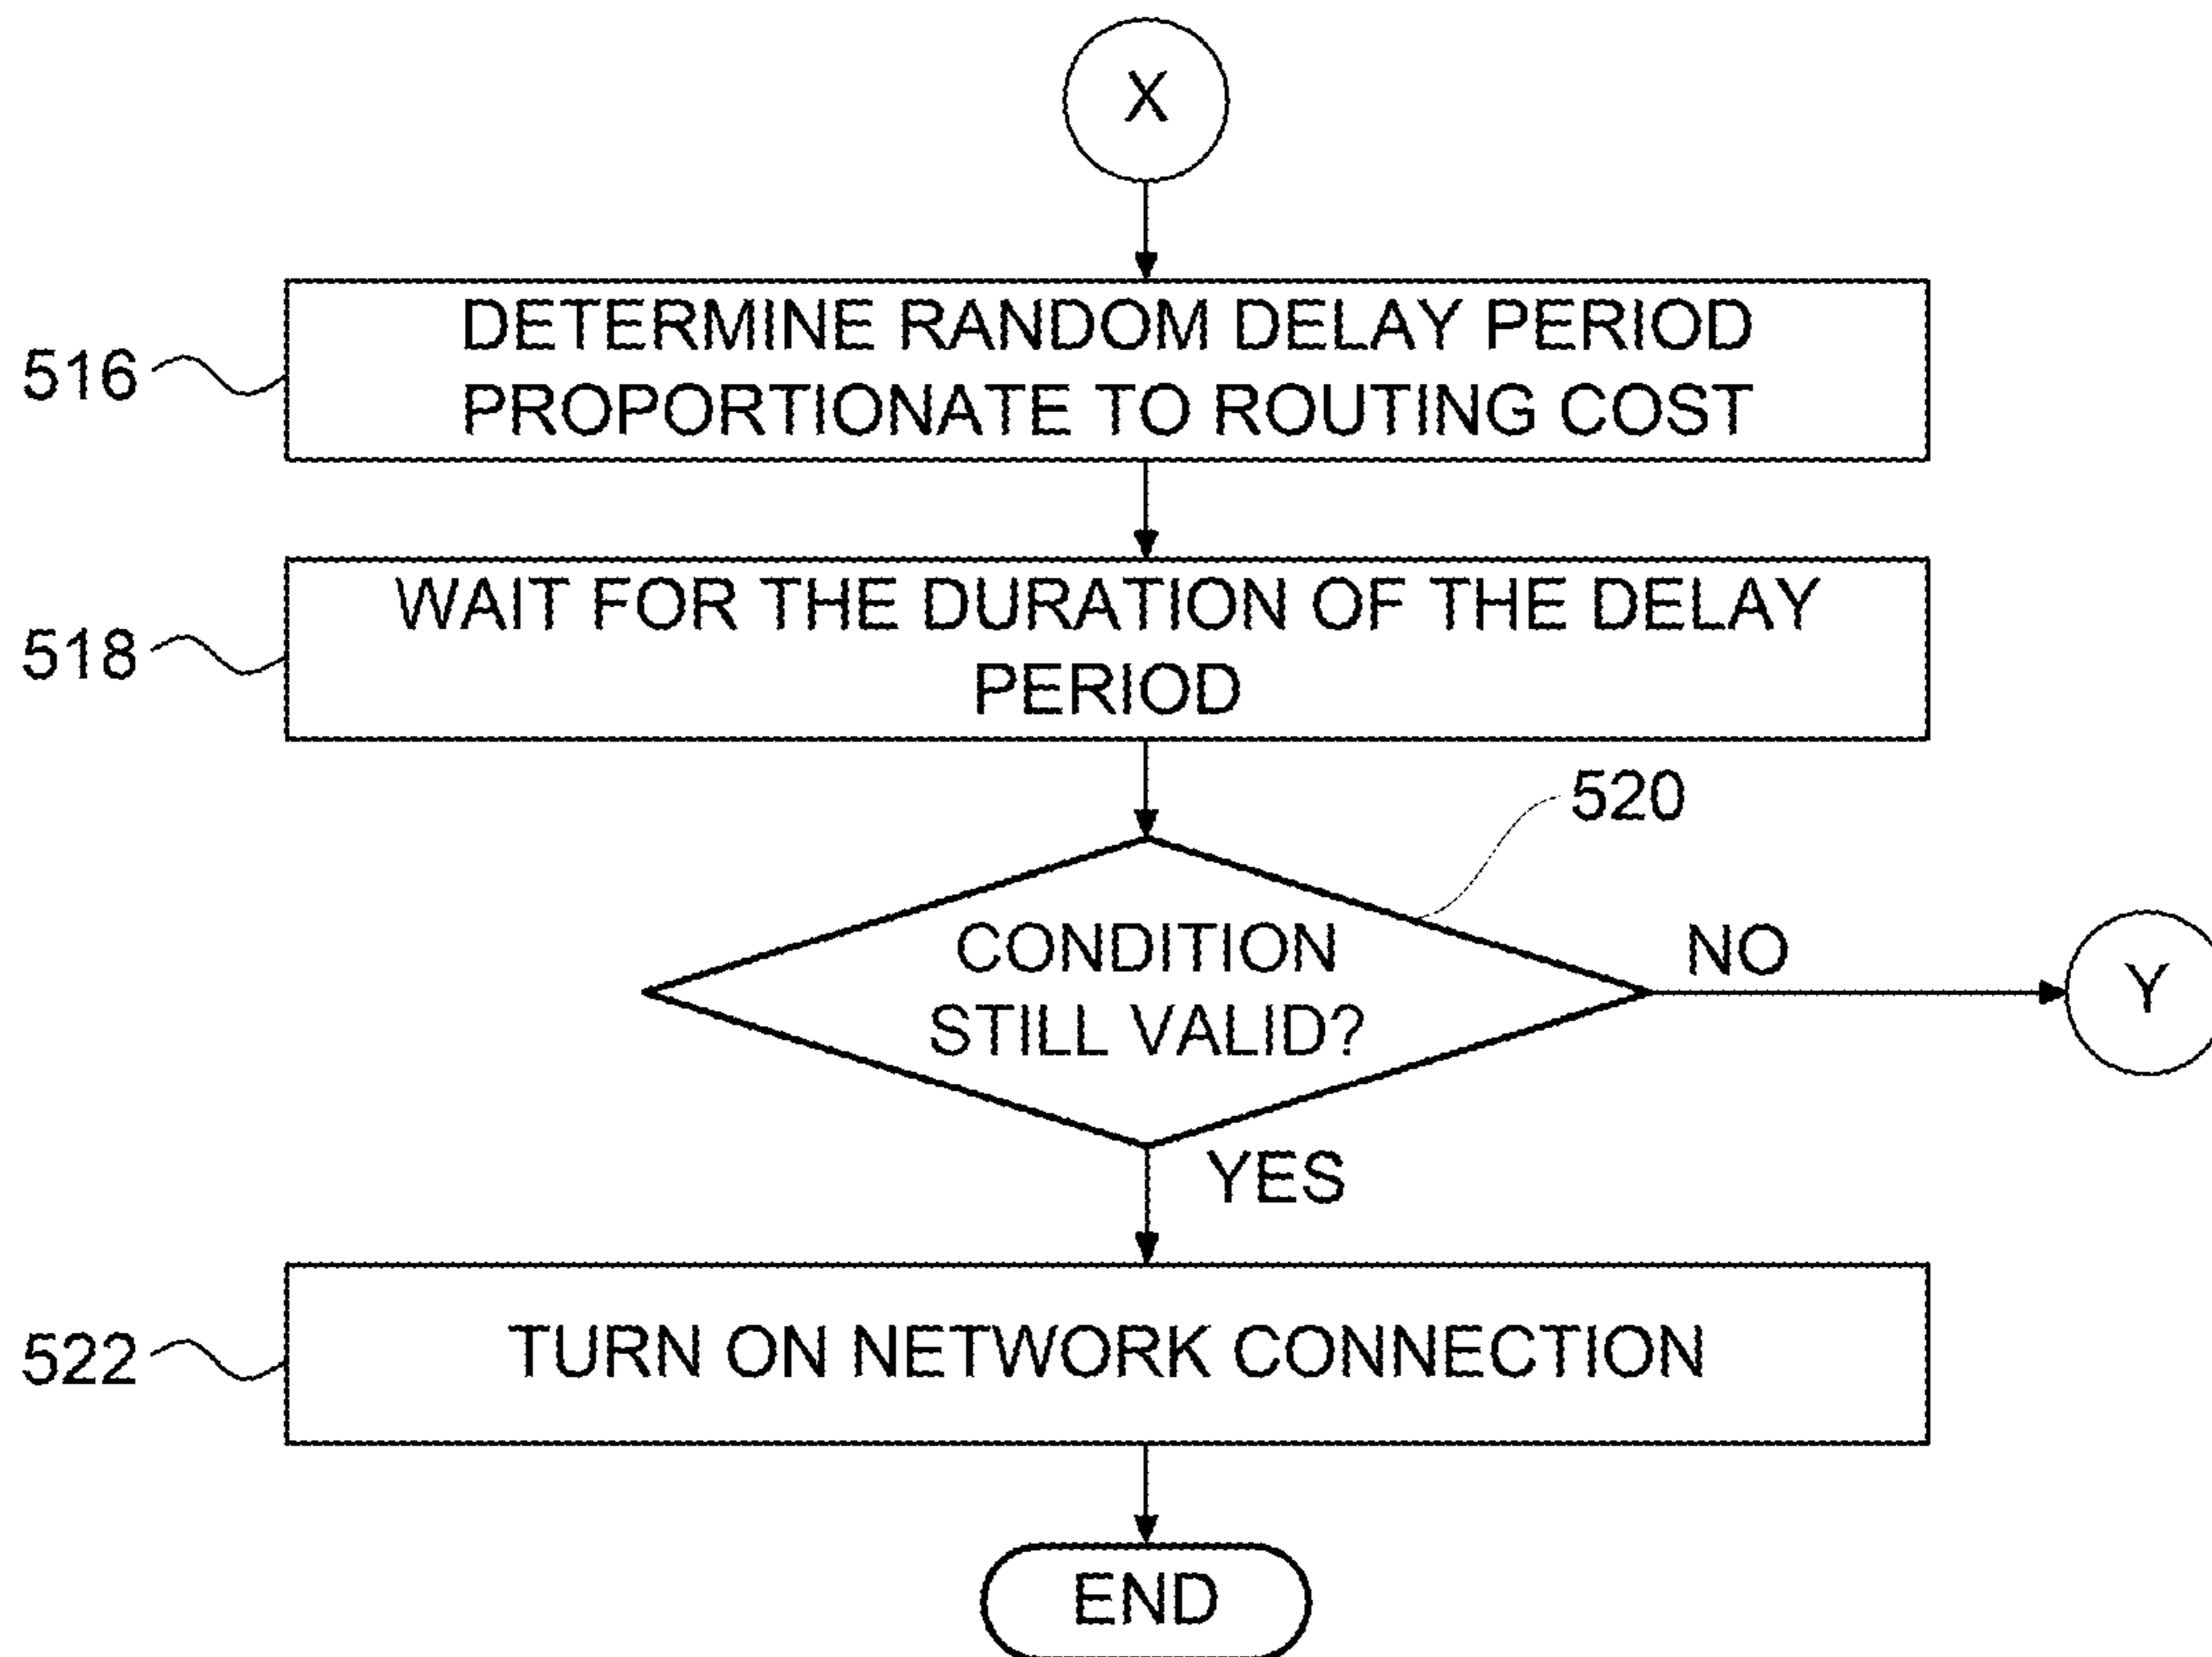 X
DETERMINE RANDOM DELAY PERIOD
PROPORTIONATE TO ROUTING COST
516
WAIT FOR THE DURATION OF THE DELAY
PERIOD
518
520
CONDITION
STILL VALID?
NO
Y
YES
TURN ON NETWORK CONNECTION
522
END